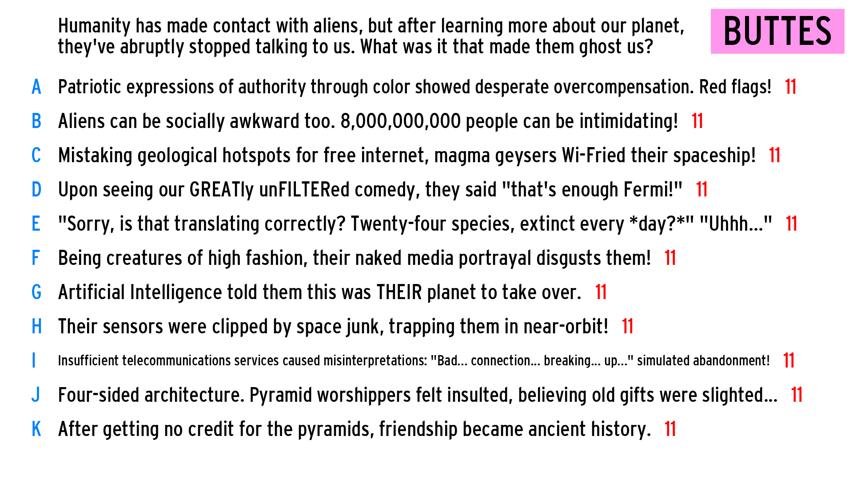 Humanity has made contact with aliens, but after learning more about our planet,
they've abruptly stopped talking to us. What was it that made them ghost us?
BUTTES
A Patriotic expressions of authority through color showed desperate overcompensation. Red flags! 11
B Aliens can be socially awkward too. 8,000,000,000 people can be intimidating! 11
C Mistaking geological hotspots for free internet, magma geysers Wi-Fried their spaceship! 11
D Upon seeing our GREATly unFILTERed comedy, they said "that's enough Fermi!" 11
E "Sorry, is that translating correctly? Twenty-four species, extinct every *day?*" "Uhhh..." 11
F Being creatures of high fashion, their naked media portrayal disgusts them! 11
G Artificial Intelligence told them this was THEIR planet to take over. 11
H Their sensors were clipped by space junk, trapping them in near-orbit! 11
I Insufficient telecommunications services caused misinterpretations: "Bad... connection... breaking... up..." simulated abandonment! 11
J Four-sided architecture. Pyramid worshippers felt insulted, believing old gifts were slighted... 11
K After getting no credit for the pyramids, friendship became ancient history. 11